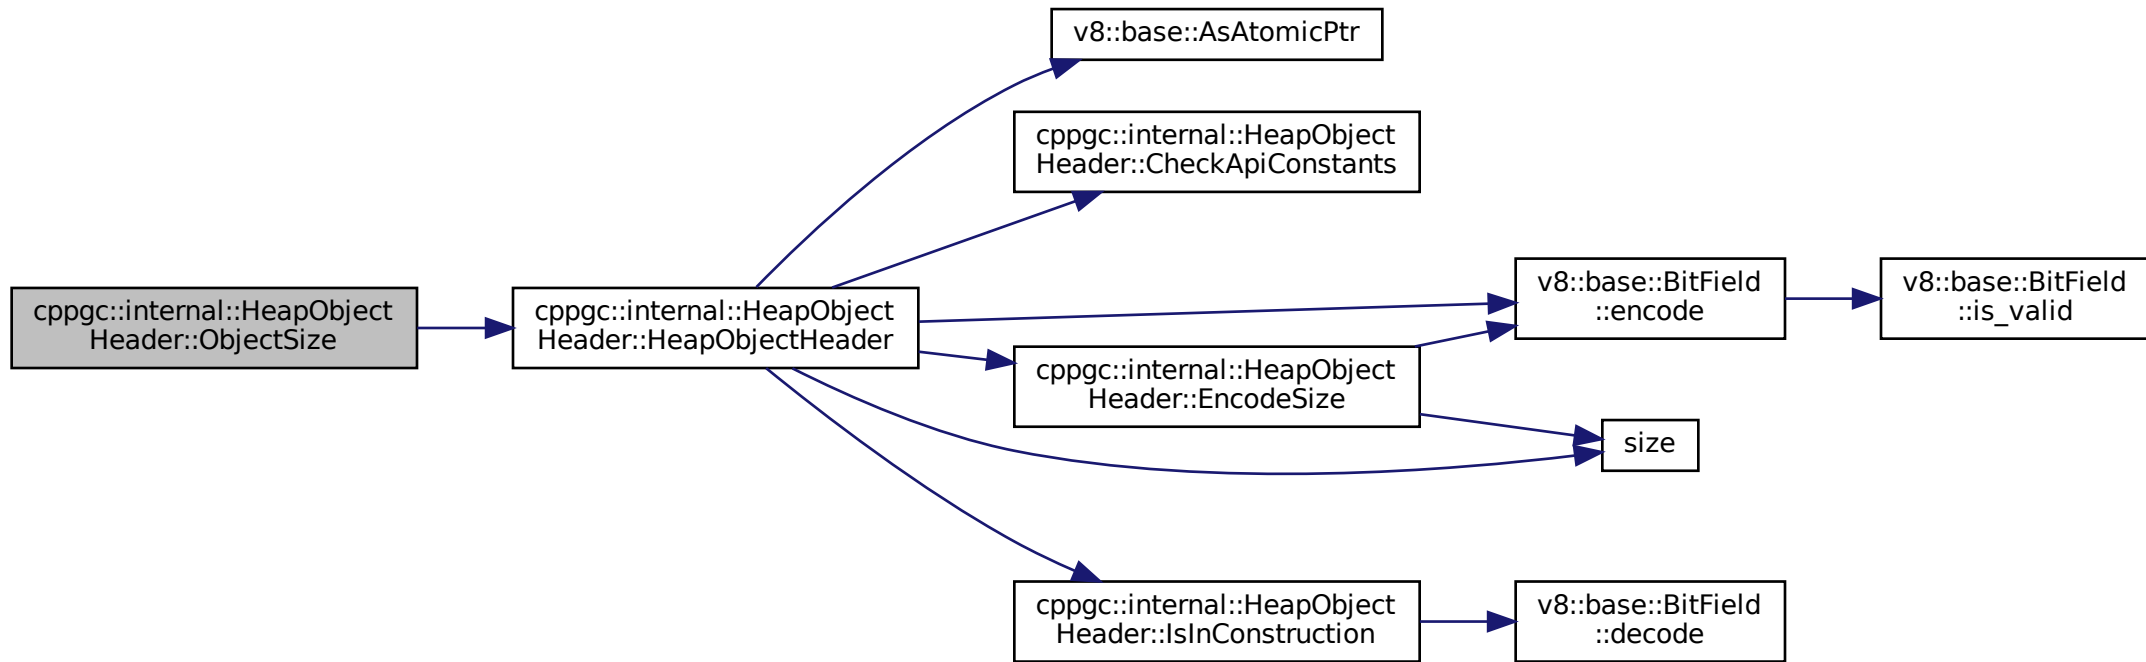 v8::base::AsAtomicPtr
cppgc::internal::HeapObject
Header::CheckApiConstants
cppgc::internal::HeapObject
Header::ObjectSize
cppgc::internal::HeapObject
Header::HeapObjectHeader
v8::base::BitField
::encode
v8::base::BitField
::is_valid
cppgc::internal::HeapObject
Header::EncodeSize
size
cppgc::internal::HeapObject
Header::IsInConstruction
v8::base::BitField
::decode